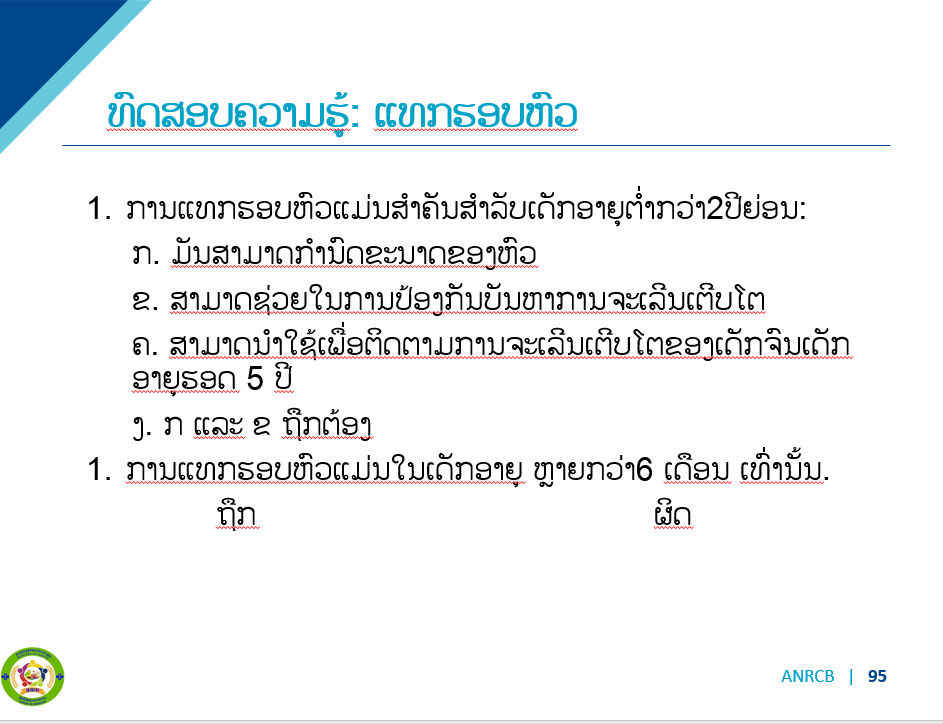 ທົດສອບຄວາມຮູ້: ແທກຮອບຫົວ
1. ການແທກຮອບຫົວແມ່ນສຳຄັນສຳລັບເດັກອາຍຸຕ່ຳກວ່າ2ປີຍ່ອນ:
ກ. ມັນສາມາດກຳນົດຂະໜາດຂອງຫົວ
ຂ. ສາມາດຊ່ວຍໃນການປ້ອງກັນບັນຫາການຈະເລີນເຕີບໂຕ
ຄ. ສາມາດນຳໃຊ້ເພື່ອຕິດຕາມການຈະເລີນເຕີບໂຕຂອງເດັກຈົນເດັກ
ອາຍຸຮອດ 5 ປີ
ງ. ກ ແລະ ຂ ຖືກຕ້ອງ
1. ການແທກຮອບຫົວແມ່ນໃນເດັກອາຍຸ ຫຼາຍກວ່າ6 ເດືອນ ເທົ່ານັ້ນ.
ຖືກ ຜິດ
ANRCB | 95